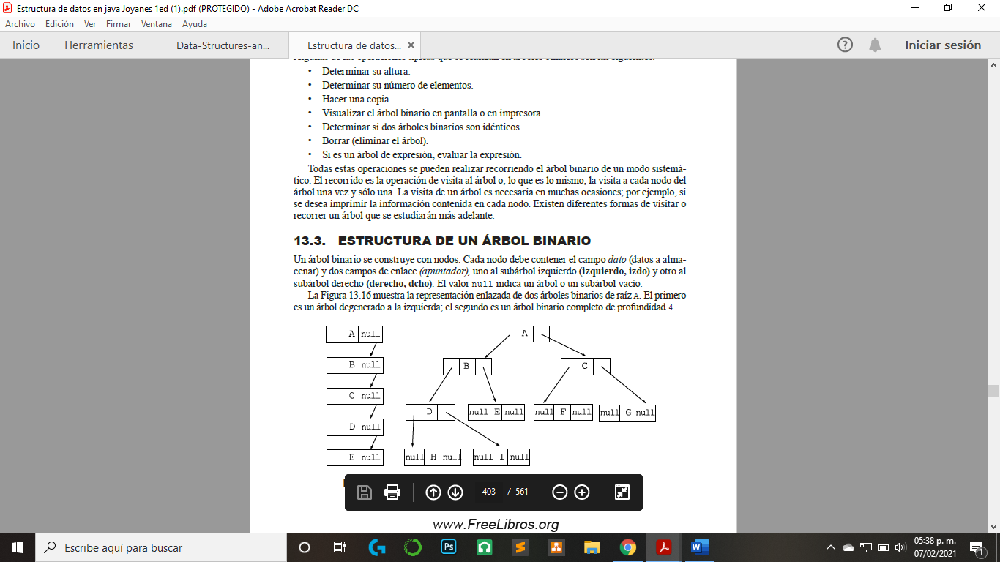 Estructura de datos en java Joyanes 1ed (1).pdf (PROTEGIDO) - Adobe Acrobat Reader DC
Archivo Edición Ver Firmar Ventana Ayuda
Inicio Herramientas Data-Structures-an... Estructura de datos... × Iniciar sesión
Algunas de las operaciones típicas que se realizan en árboles binarios son las siguientes:
• Determinar su altura.
• Determinar su número de elementos.
• Hacer una copia.
• Visualizar el árbol binario en pantalla o en impresora.
• Determinar si dos árboles binarios son idénticos.
• Borrar (eliminar el árbol).
• Si es un árbol de expresión, evaluar la expresión.
Todas estas operaciones se pueden realizar recorriendo el árbol binario de un modo sistemá-
tico. El recorrido es la operación de visita al árbol o, lo que es lo mismo, la visita a cada nodo del
árbol una vez y sólo una. La visita de un árbol es necesaria en muchas ocasiones; por ejemplo, si
se desea imprimir la información contenida en cada nodo. Existen diferentes formas de visitar o
recorrer un árbol que se estudiarán más adelante.
13.3. ESTRUCTURA DE UN ÁRBOL BINARIO
Un árbol binario se construye con nodos. Cada nodo debe contener el campo dato (datos a alma-
cenar) y dos campos de enlace (apuntador), uno al subárbol izquierdo (izquierdo, izdo) y otro al
subárbol derecho (derecho, dcho). El valor null indica un árbol o un subárbol vacío.
La Figura 13.16 muestra la representación enlazada de dos árboles binarios de raíz A. El primero
es un árbol degenerado a la izquierda; el segundo es un árbol binario completo de profundidad 4.
A null A
B null B C
C null
D null D null E null null F null null G null
E null null H null null I null
403 / 561
www.FreeLibros.org
Escribe aquí para buscar
Ps
W
05:38 p. m.
07/02/2021
1